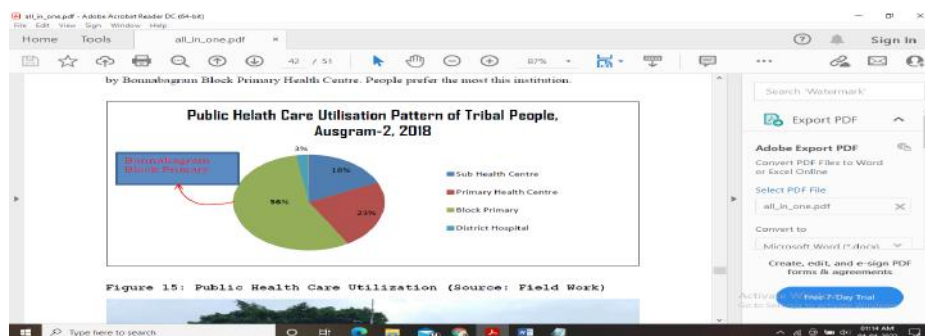 all_in_one.pdf - Adobe Acrobat Reader DC (64-bit)
File Edit View Sign Window Help
Home Tools all_in_one.pdf × Sign In
42 / 51 87%
by Bonnabagram Block Primary Health Centre. People prefer the most this institution.
Public Helath Care Utilisation Pattern of Tribal People,
Ausgram-2, 2018
Bonnabagram
Block Primary
3%
18%
23%
56%
Sub Health Centre
Primary Health Centre
Block Primary
District Hospital
Figure 15: Public Health Care Utilization (Source: Field Work)
Search 'Watermark'
Export PDF
Adobe Export PDF
Convert PDF Files to Word
or Excel Online
Select PDF File
all_in_one.pdf
Convert to
Microsoft Word (*.docx)
Create, edit, and e-sign PDF
forms & agreements
Free 7-Day Trial
Type here to search
01:14 AM